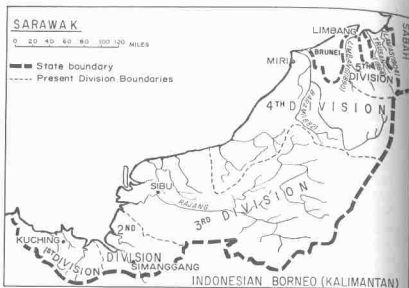 SARAWAK
0 20 40 60 80 100 120 MILES
State boundary
Present Division Boundaries
LIMBANG
SABAH
BRUNEI
MIRI
5TH
DIVISION
4TH DIVISION
SIBU
RAJANG
3RD DIVISION
2ND
DIVISION
KUCHING
1ST DIVISION
SIMANGGANG
INDONESIAN BORNEO (KALIMANTAN)